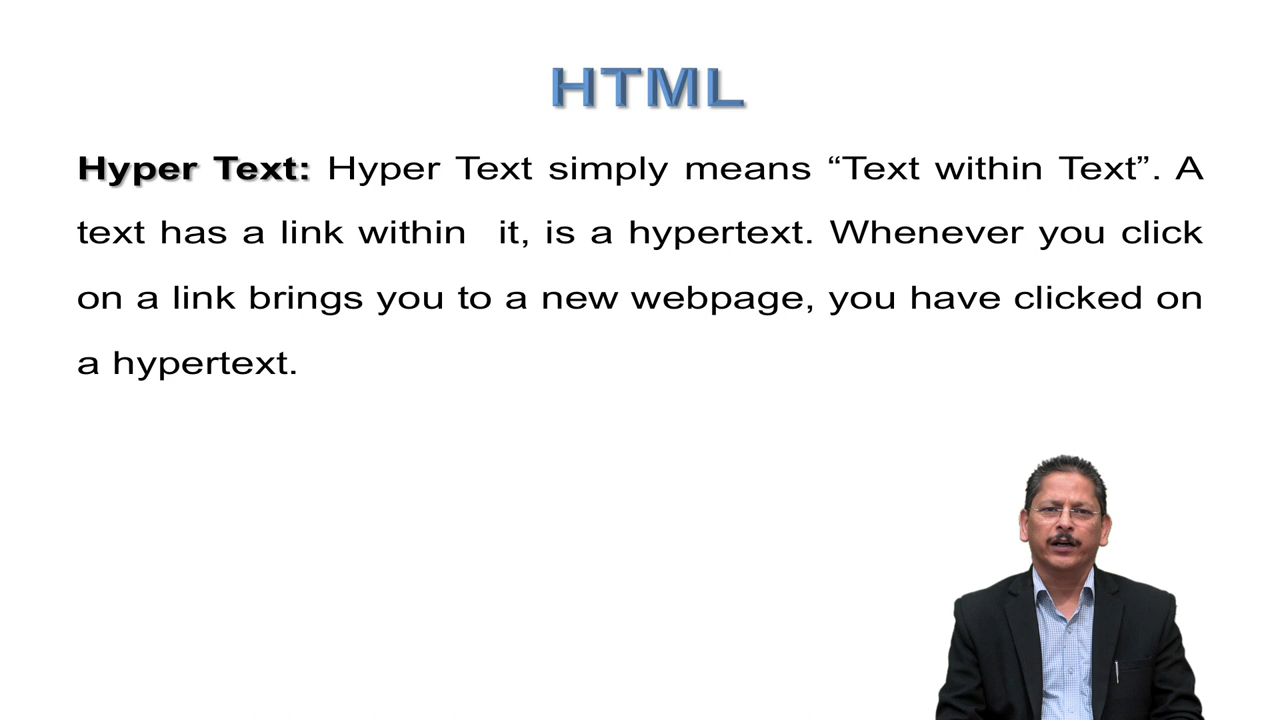 HTML
Hyper Text: Hyper Text simply means “Text within Text”. A
text has a link within it, is a hypertext. Whenever you click
on a link brings you to a new webpage, you have clicked on
a hypertext.